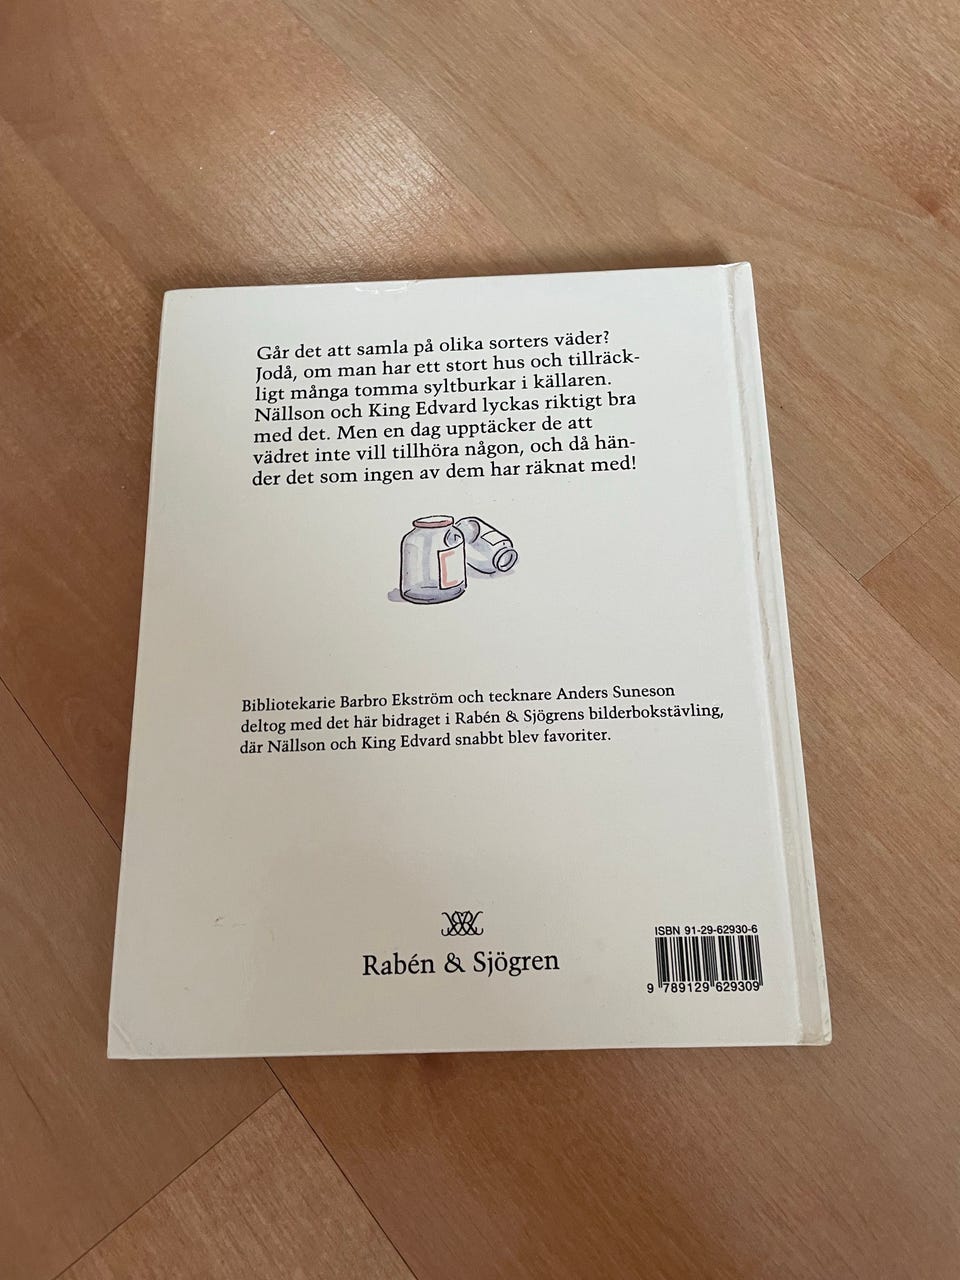 Går det att samla på olika sorters väder?
Jodå, om man har ett stort hus och tillräck-
ligt många tomma syltburkar i källaren.
Nällson och King Edvard lyckas riktigt bra
med det. Men en dag upptäcker de att
vädret inte vill tillhöra någon, och då hän-
der det som ingen av dem har räknat med!
Bibliotekarie Barbro Ekström och tecknare Anders Suneson
deltog med det här bidraget i Rabén & Sjögrens bilderbokstävling,
där Nällson och King Edvard snabbt blev favoriter.
Rabén & Sjögren
ISBN 91-29-62930-6
9 789129 629309